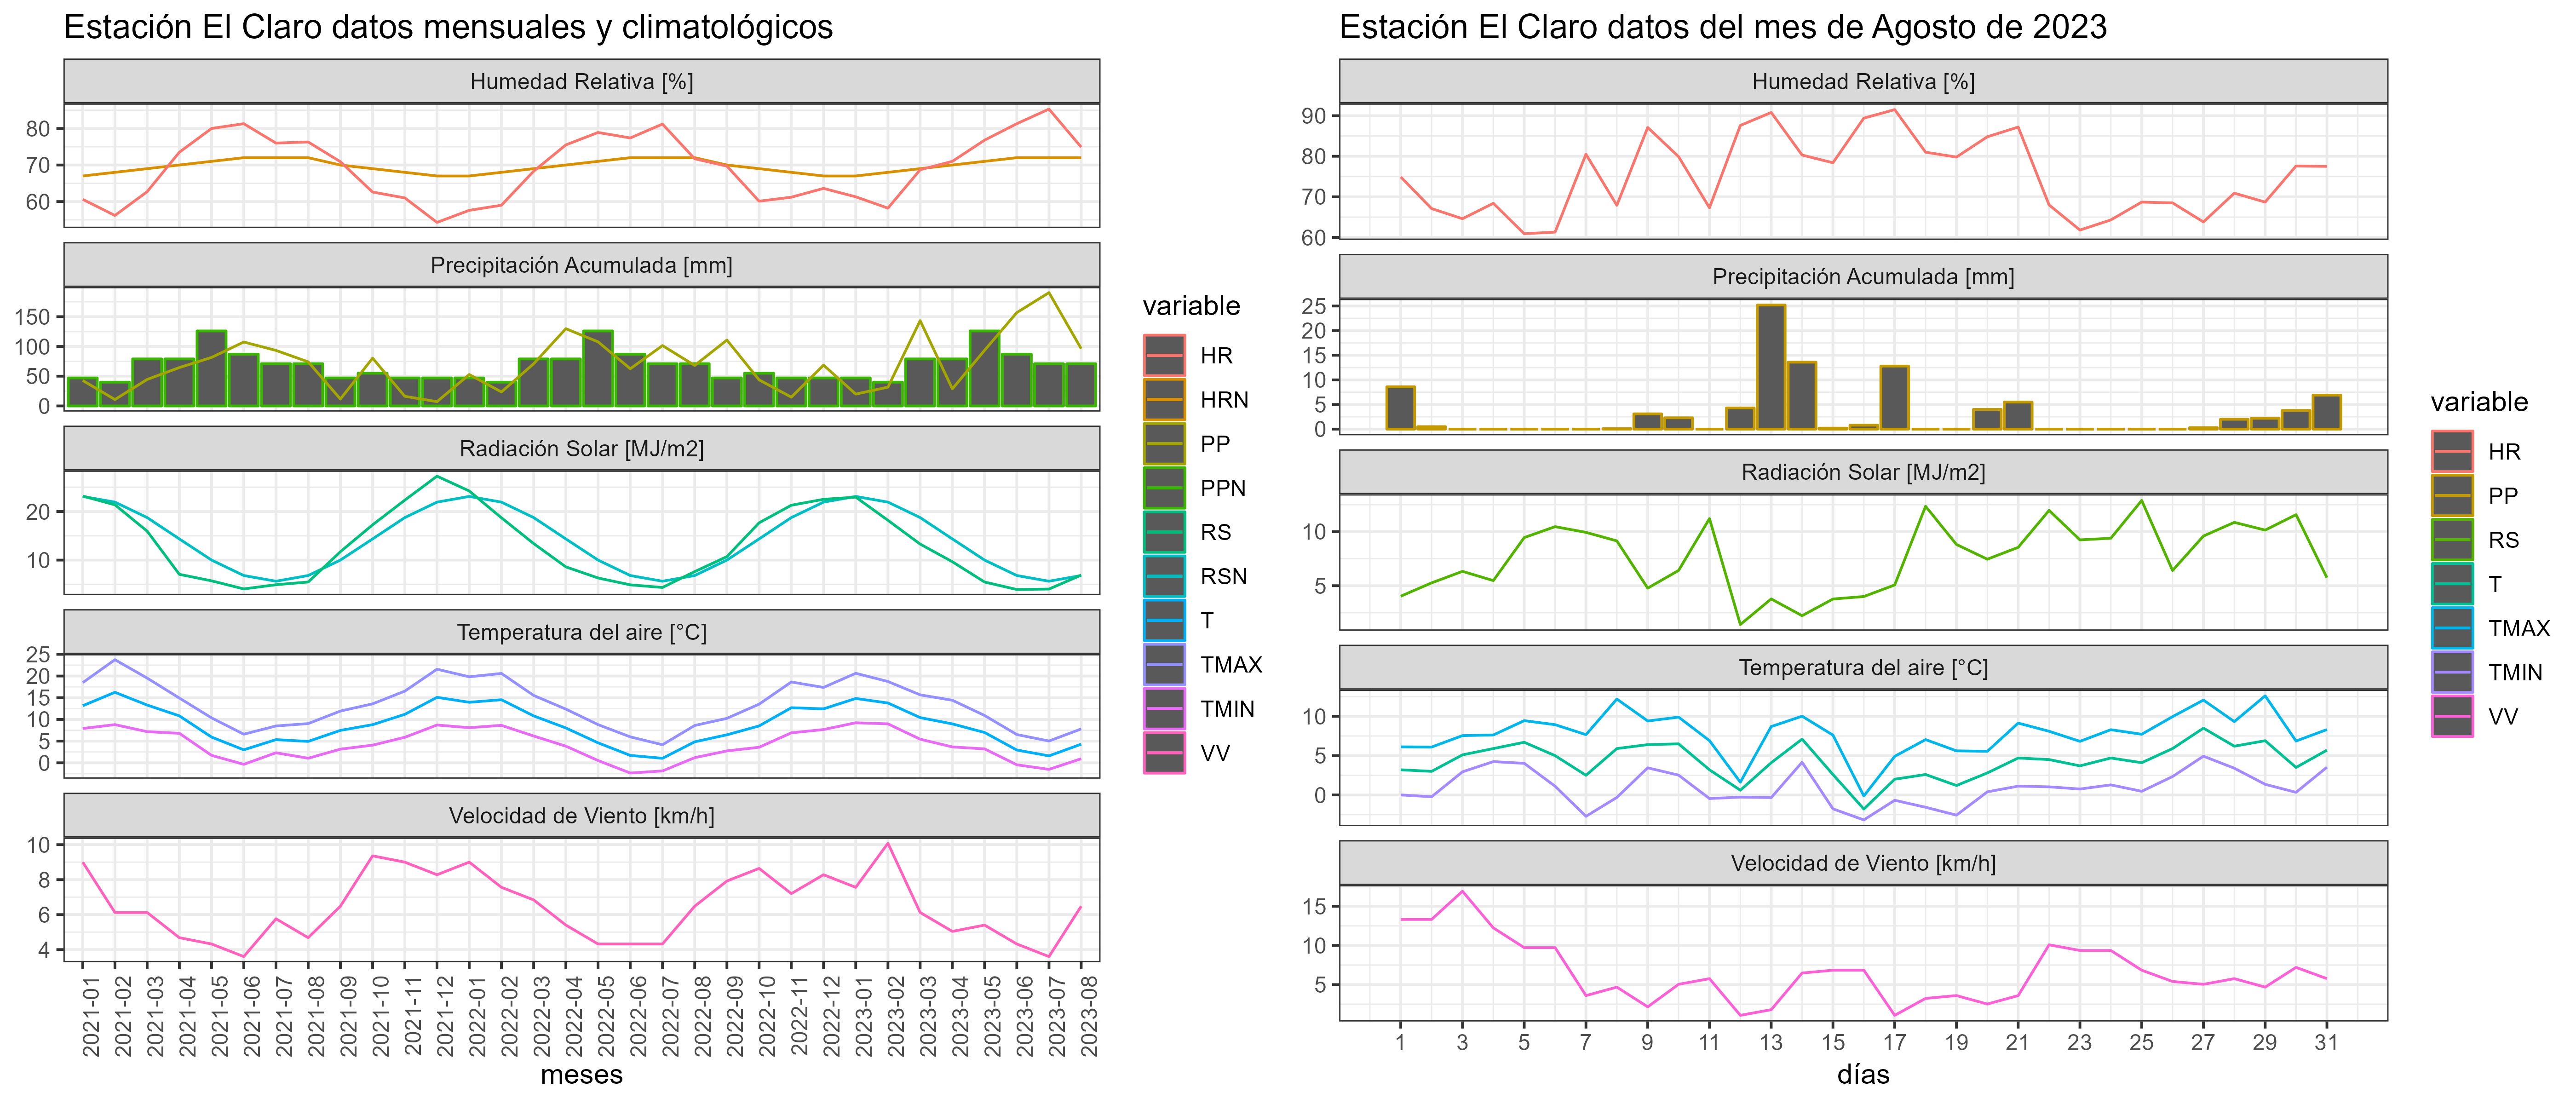 Estación El Claro datos mensuales y climatológicos
Humedad Relativa [%]
80
70
60
Precipitación Acumulada [mm]
150
100
50
0
Radiación Solar [MJ/m2]
20
10
Temperatura del aire [°C]
25
20
15
10
5
0
Velocidad de Viento [km/h]
10
8
6
4
2021-01
2021-02
2021-03
2021-04
2021-05
2021-06
2021-07
2021-08
2021-09
2021-10
2021-11
2021-12
2022-01
2022-02
2022-03
2022-04
2022-05
2022-06
2022-07
2022-08
2022-09
2022-10
2022-11
2022-12
2023-01
2023-02
2023-03
2023-04
2023-05
2023-06
2023-07
2023-08
meses
variable
HR
HRN
PP
PPN
RS
RSN
T
TMAX
TMIN
VV
Estación El Claro datos del mes de Agosto de 2023
Humedad Relativa [%]
90
80
70
60
Precipitación Acumulada [mm]
25
20
15
10
5
0
Radiación Solar [MJ/m2]
10
5
Temperatura del aire [°C]
10
5
0
Velocidad de Viento [km/h]
15
10
5
1 3 5 7 9 11 13 15 17 19 21 23 25 27 29 31
días
variable
HR
PP
RS
T
TMAX
TMIN
VV